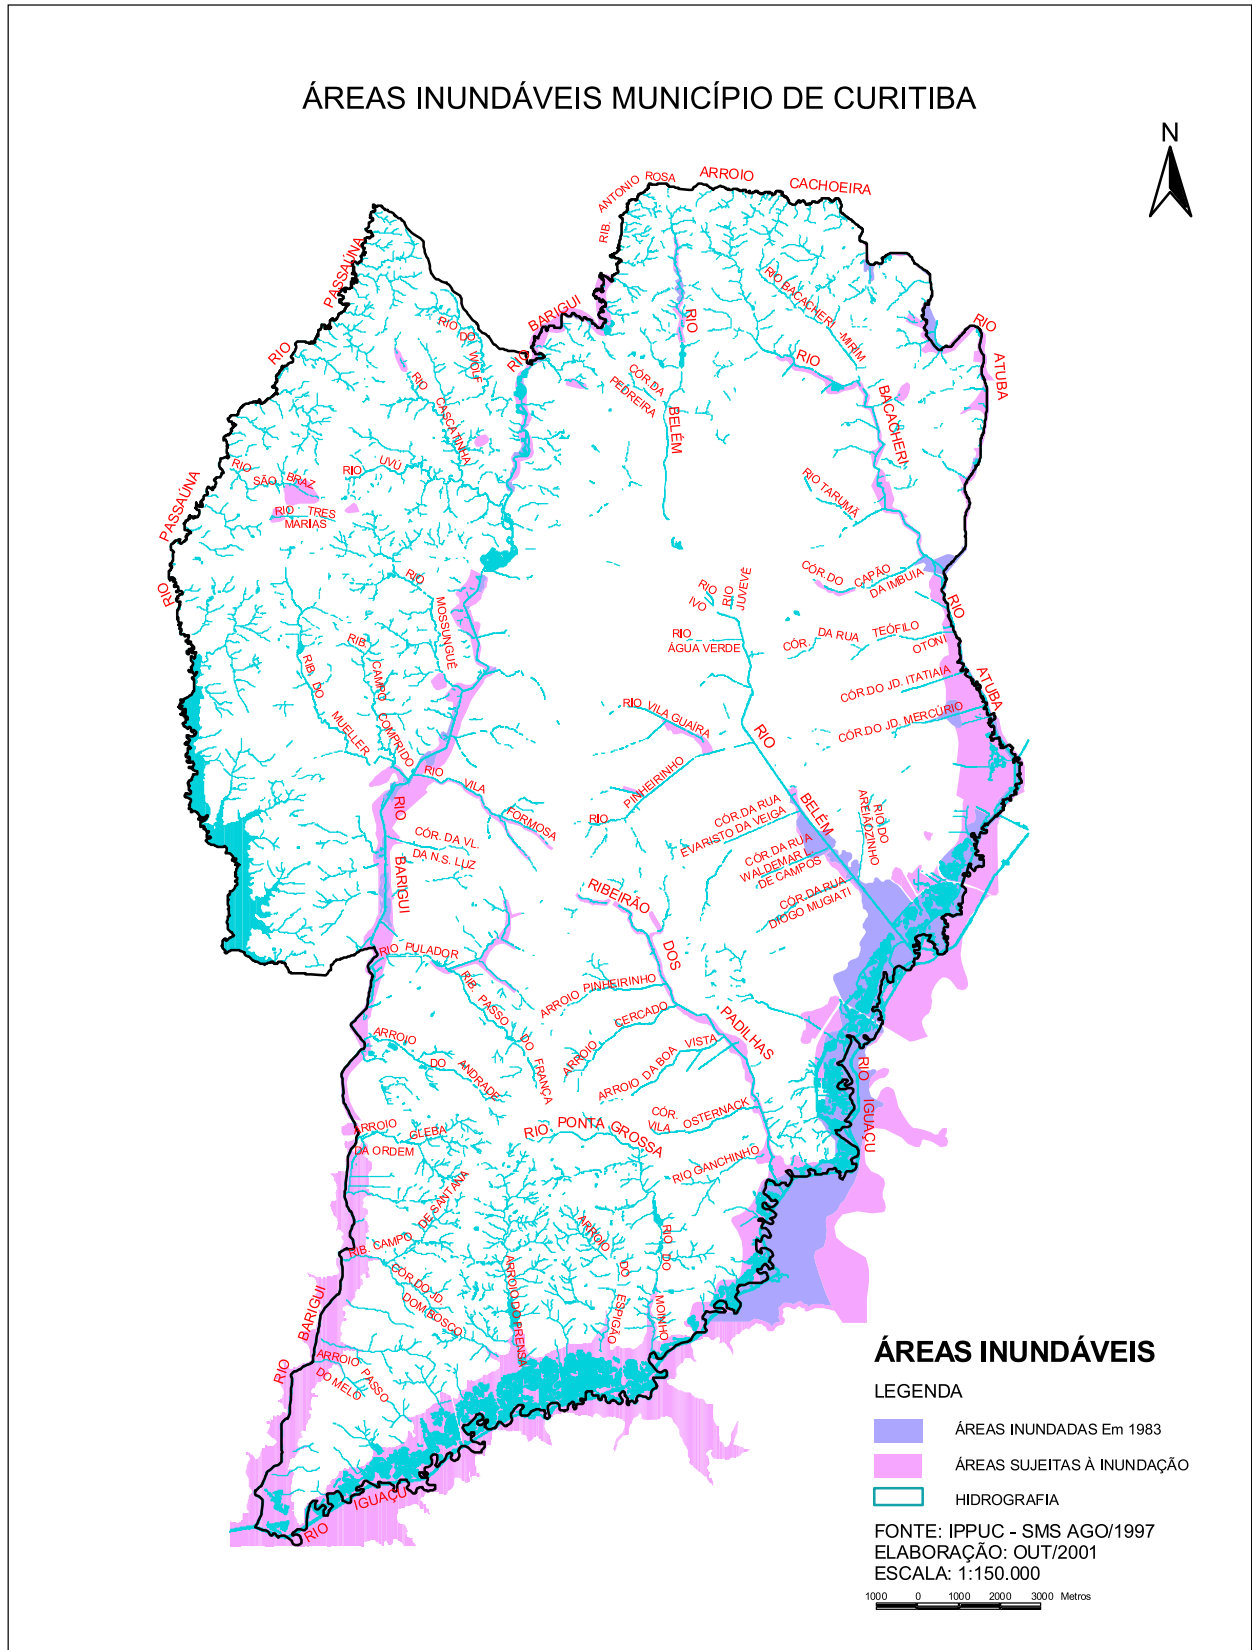 ÁREAS INUNDÁVEIS MUNICÍPIO DE CURITIBA
N
RIB. ANTONIO ROSA
ARROIO CACHOEIRA
RIO PASSAÚNA
RIO BARIGUI
RIO BACACHERI -MIRIM
RIO DO WOLF
RIO CASCATINHA
CÓR.DA
PEDREIRA
RIO BELÉM
RIO BACACHERI
RIO ATUBA
RIO PASSAÚNA
RIO SÃO BRAZ
RIO UVÚ
RIO TRES
MARIAS
RIO TARUMÃ
RIO MOSSUNGUÊ
RIO
IVO
RIO
JUVEVÊ
CÓR.DO CAPÃO
DA IMBUIA
RIO
ÁGUA VERDE
CÓR. DA RUA TEÓFILO
OTONI
RIO ATUBA
CÓR.DO JD. ITATIAIA
CÓR.DO JD. MERCÚRIO
RIB. DO MUELLER
RIB. CAMPO COMPRIDO
RIO VILA GUAÍRA
RIO PINHEIRINHO
RIO BELÉM
RIO VILA FORMOSA
CÓR.DA RUA
EVARISTO DA VEIGA
CÓR.DA RUA
WALDEMAR L.
DE CAMPOS
RIO DO
AREIÃOZINHO
CÓR.DA RUA
DIOGO MUGIATI
CÓR. DA VL.
DA N.S. LUZ
RIO BARIGUI
RIBEIRÃO DOS PADILHAS
RIO PULADOR
RIB. PASSO DO FRANÇA
ARROIO PINHEIRINHO
ARROIO CERCADO
ARROIO DA BOA VISTA
ARROIO DO ANDRADE
RIO IGUAÇU
ARROIO GLEBA
DA ORDEM
RIO PONTA GROSSA
CÓR.
VILA OSTERNACK
RIO GANCHINHO
RIB. CAMPO DE SANTANA
CÓR.DO JD.
DOM BOSCO
ARROIO DO PRENSA
ARROIO DO ESPIGÃO
RIO DO MOINHO
RIO BARIGUI
ARROIO PASSO
DO MELO
RIO IGUAÇU
ÁREAS INUNDÁVEIS
LEGENDA
ÁREAS INUNDADAS Em 1983
ÁREAS SUJEITAS À INUNDAÇÃO
HIDROGRAFIA
FONTE: IPPUC - SMS AGO/1997
ELABORAÇÃO: OUT/2001
ESCALA: 1:150.000
1000 0 1000 2000 3000 Metros